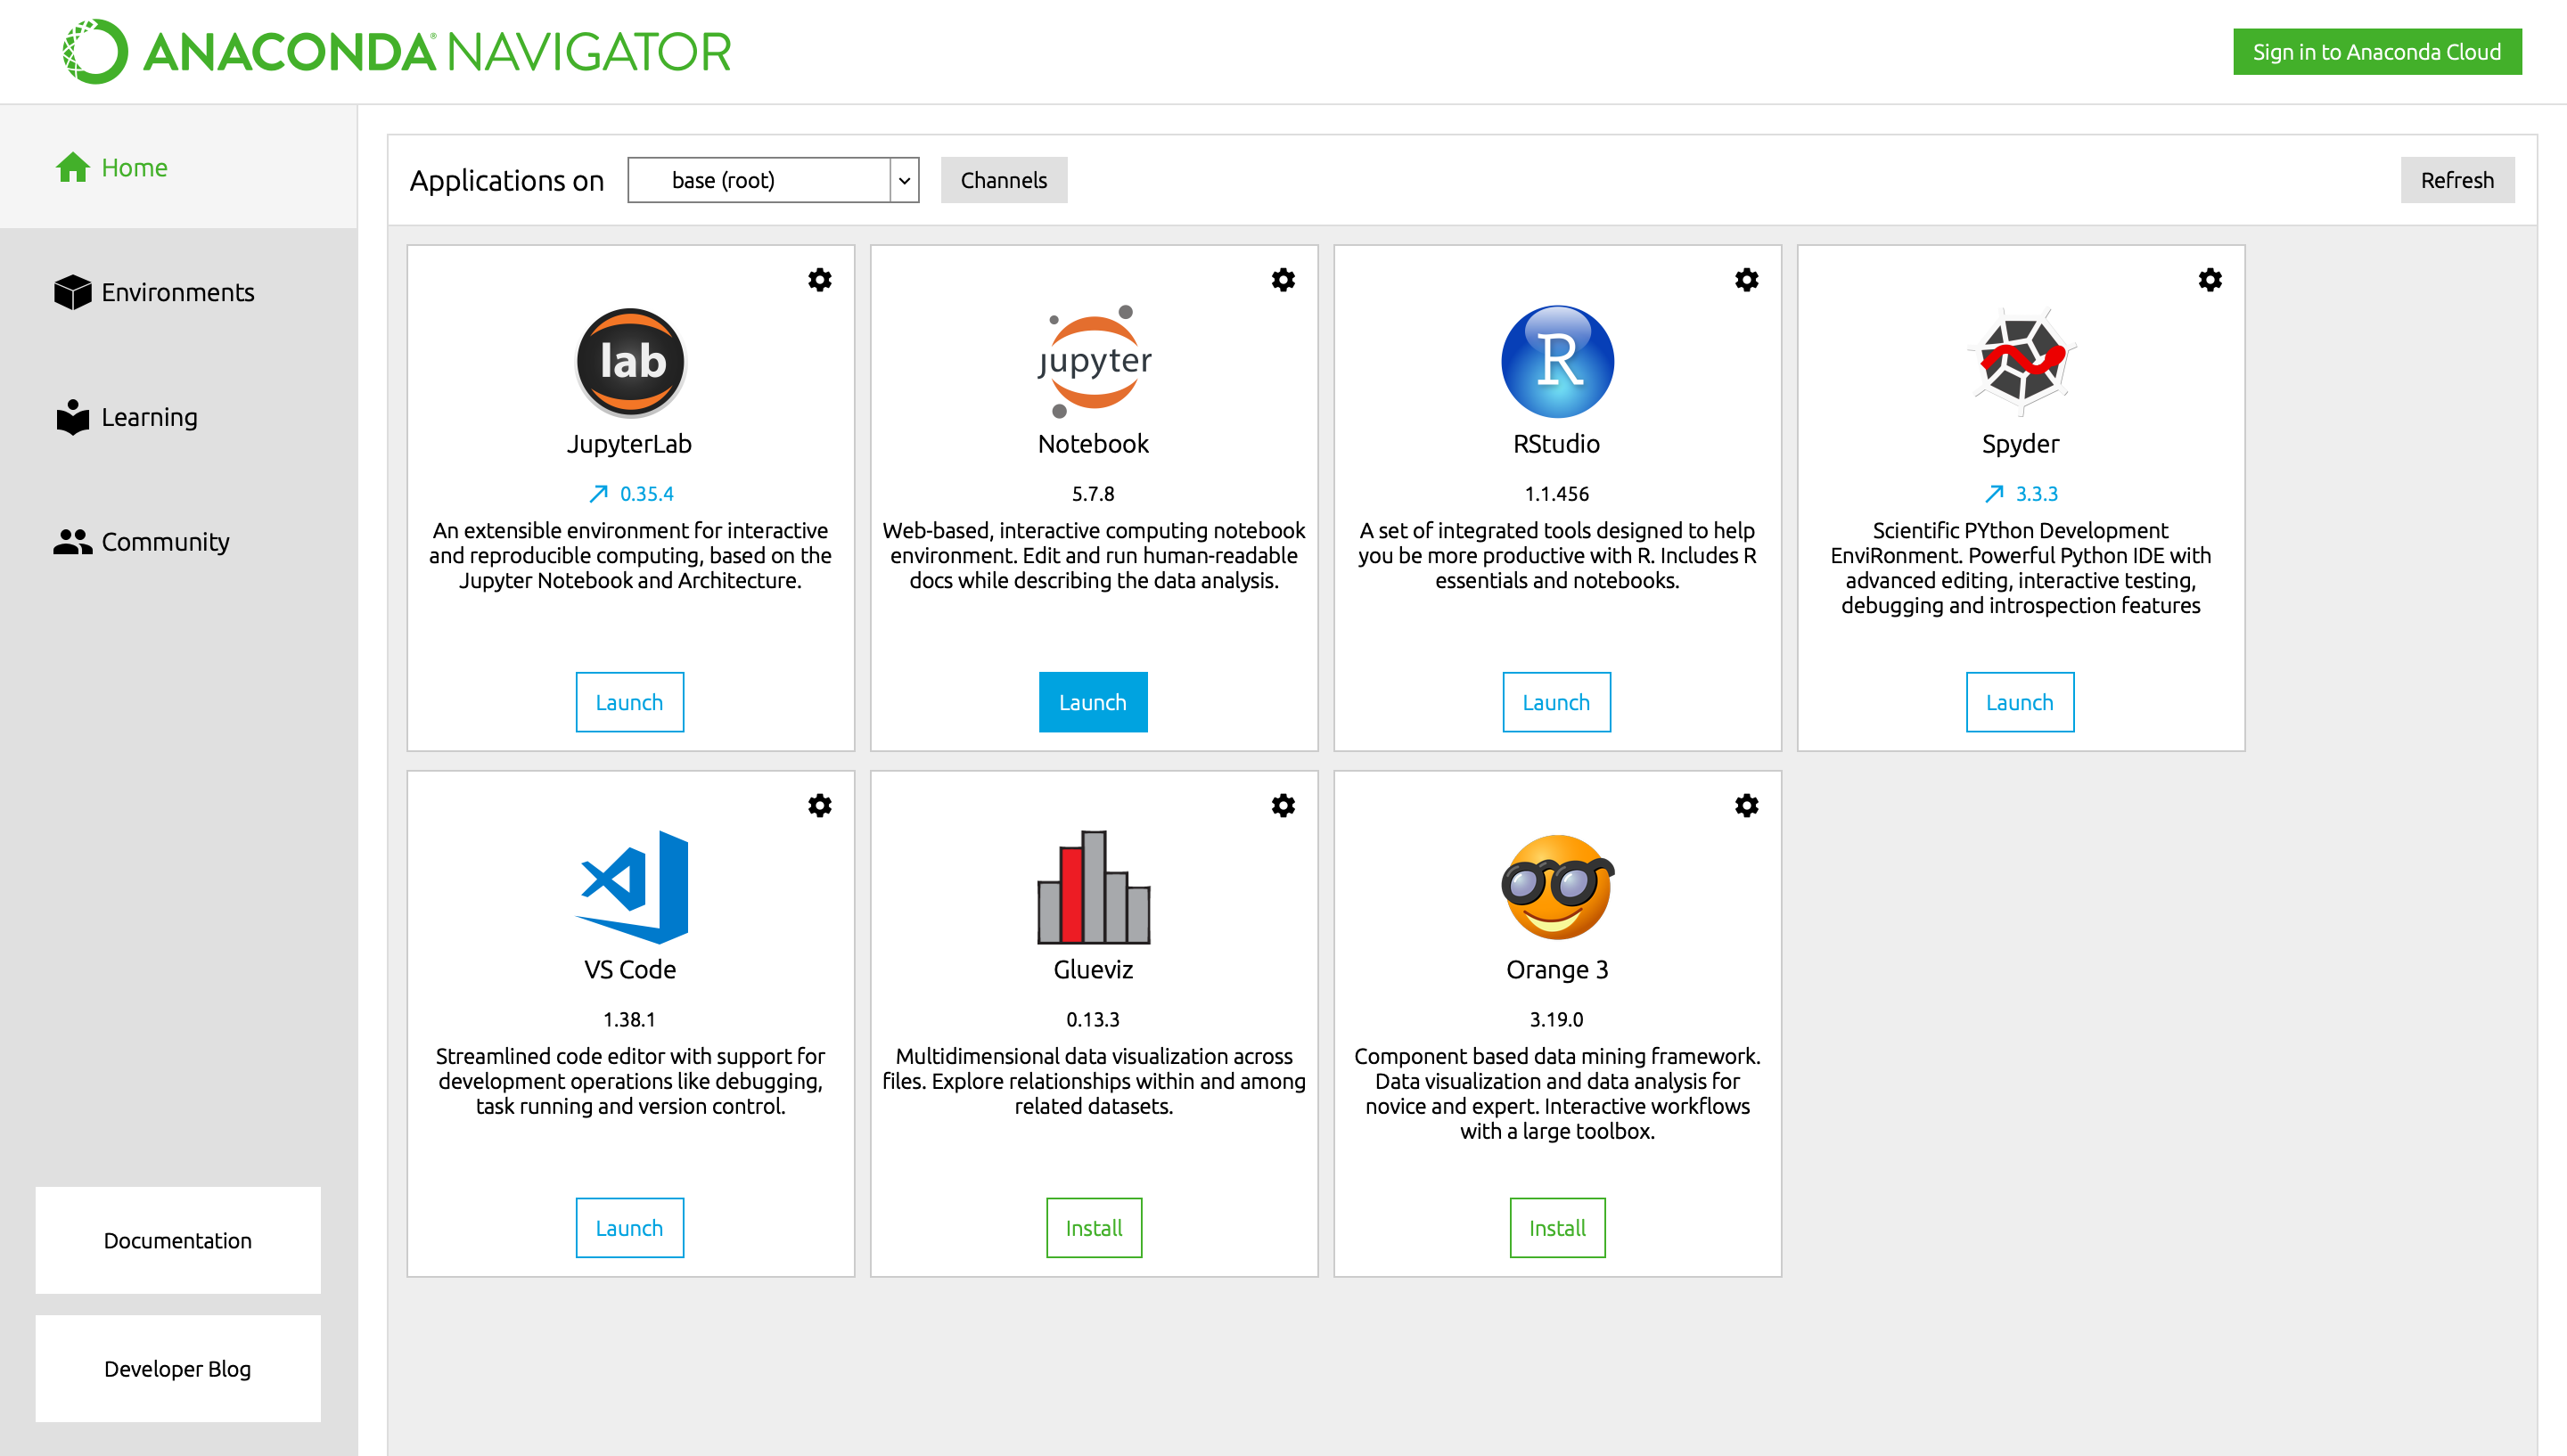 ANACONDA NAVIGATOR
Sign in to Anaconda Cloud
Home
Environments
Learning
Community
Documentation
Developer Blog
Applications on
base (root)
Channels
Refresh
lab
JupyterLab
0.35.4
An extensible environment for interactive
and reproducible computing, based on the
Jupyter Notebook and Architecture.
Launch
jupyter
Notebook
5.7.8
Web-based, interactive computing notebook
environment. Edit and run human-readable
docs while describing the data analysis.
Launch
R
RStudio
1.1.456
A set of integrated tools designed to help
you be more productive with R. Includes R
essentials and notebooks.
Launch
Spyder
3.3.3
Scientific PYthon Development
EnviRonment. Powerful Python IDE with
advanced editing, interactive testing,
debugging and introspection features
Launch
VS Code
1.38.1
Streamlined code editor with support for
development operations like debugging,
task running and version control.
Launch
Glueviz
0.13.3
Multidimensional data visualization across
files. Explore relationships within and among
related datasets.
Install
Orange 3
3.19.0
Component based data mining framework.
Data visualization and data analysis for
novice and expert. Interactive workflows
with a large toolbox.
Install